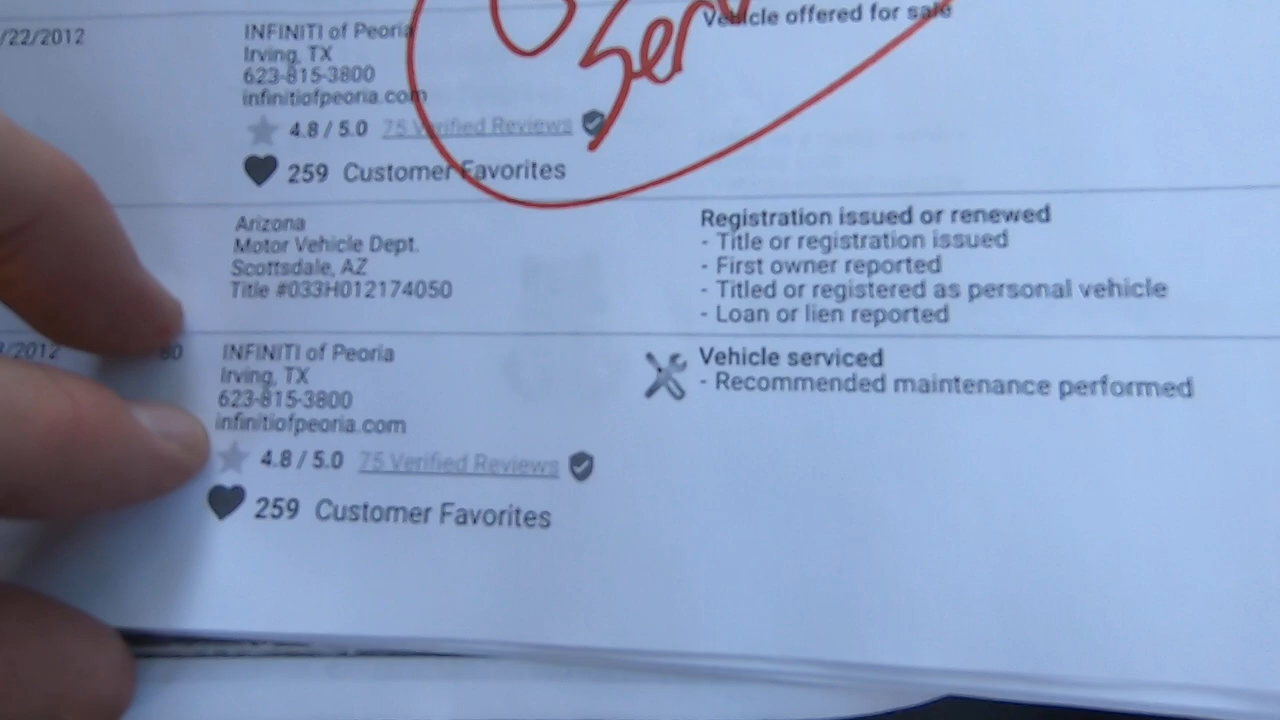 /22/2012
INFINITI of Peoria
Irving, TX
623-815-3800
infinitiofpeoria.com
4.8 / 5.0 75 Verified Reviews
259 Customer Favorites
Vehicle offered for sale
Arizona
Motor Vehicle Dept.
Scottsdale, AZ
Title #033H012174050
Registration issued or renewed
- Title or registration issued
- First owner reported
- Titled or registered as personal vehicle
- Loan or lien reported
/2012
INFINITI of Peoria
Irving, TX
623-815-3800
infinitiofpeoria.com
4.8 / 5.0 75 Verified Reviews
259 Customer Favorites
Vehicle serviced
- Recommended maintenance performed